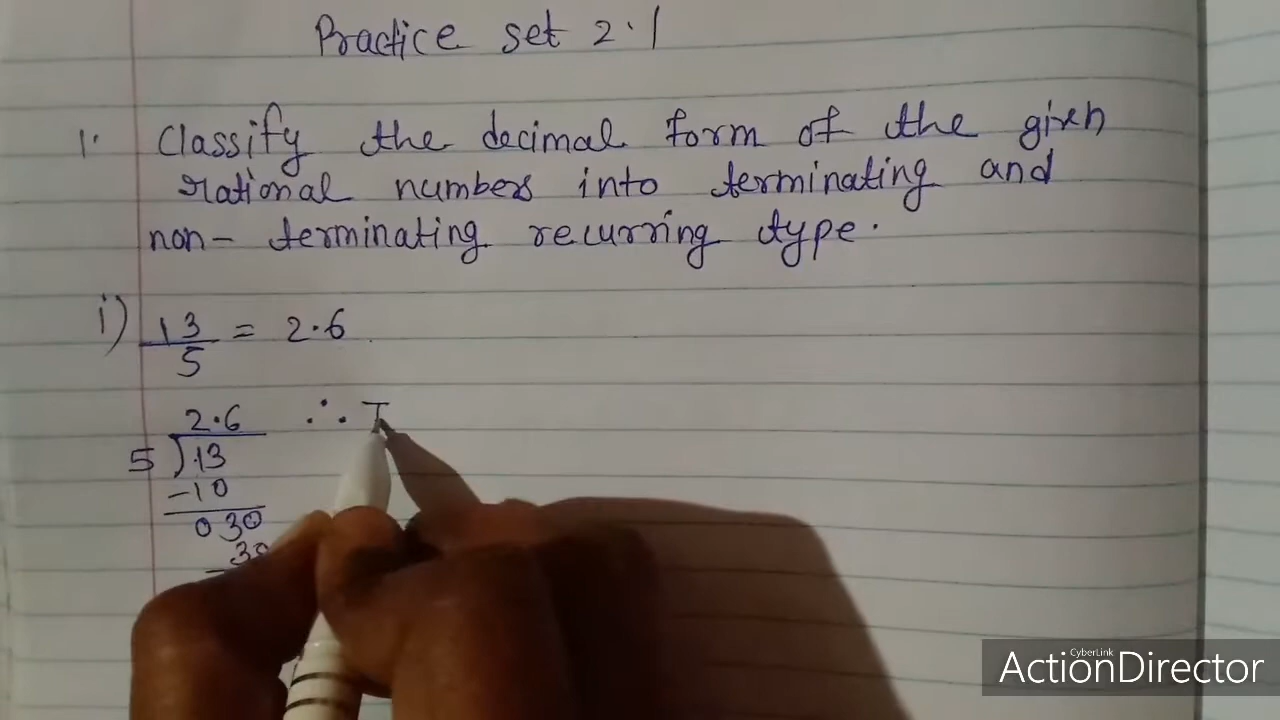 Practice set 2.1
1. Classify the decimal form of the given
rational numbers into terminating and
non- terminating recurring type.
i) 13/5 = 2.6
2.6 ∴ T
5 ) 13
-10
030
-30
CyberLink
ActionDirector